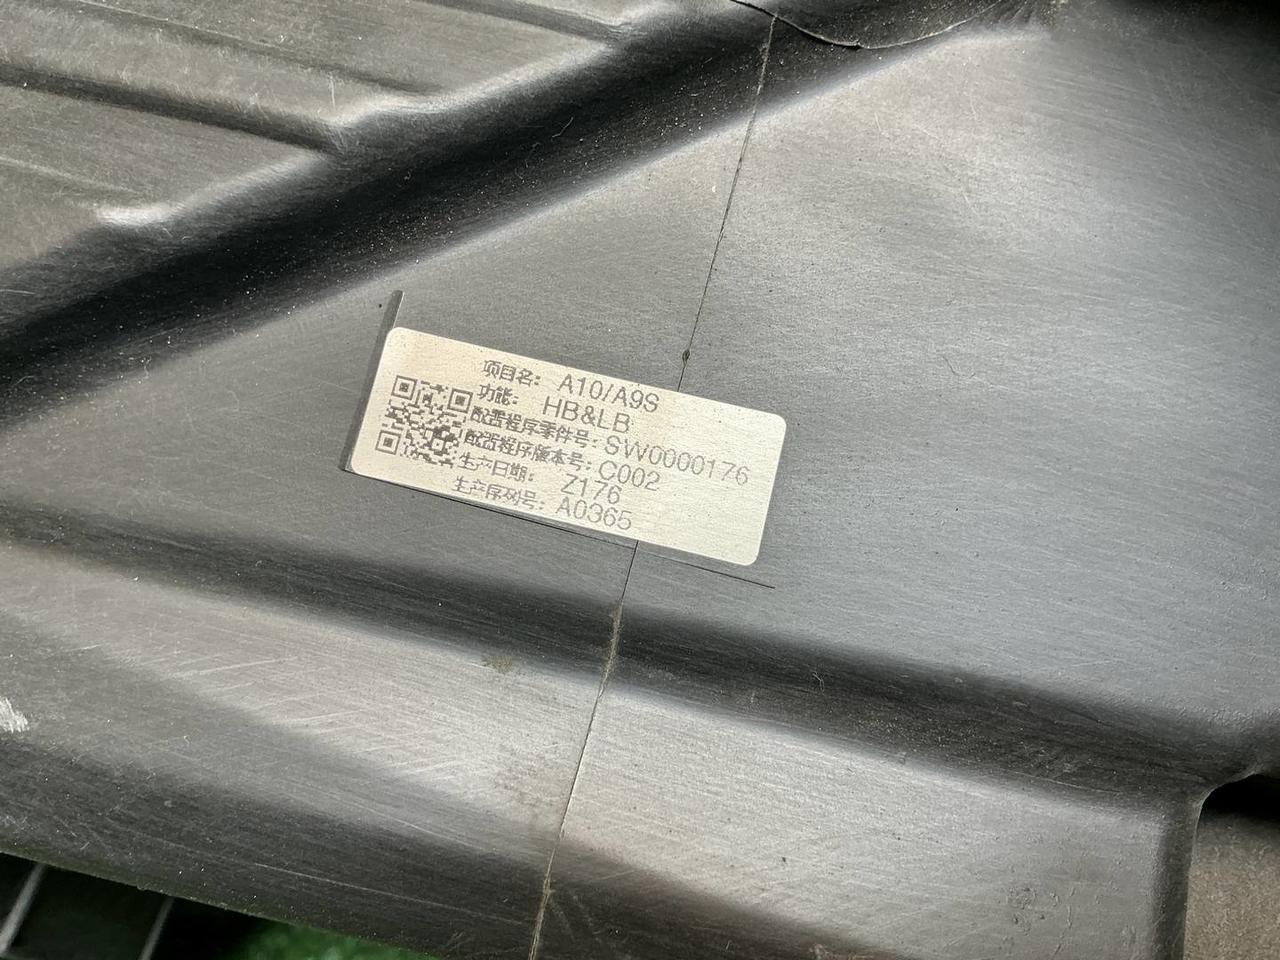 项目名: A10/A9S
功能: HB&LB
配置程序零件号: SW0000176
配置程序版本号: C002
生产日期: Z176
生产序列号: A0365